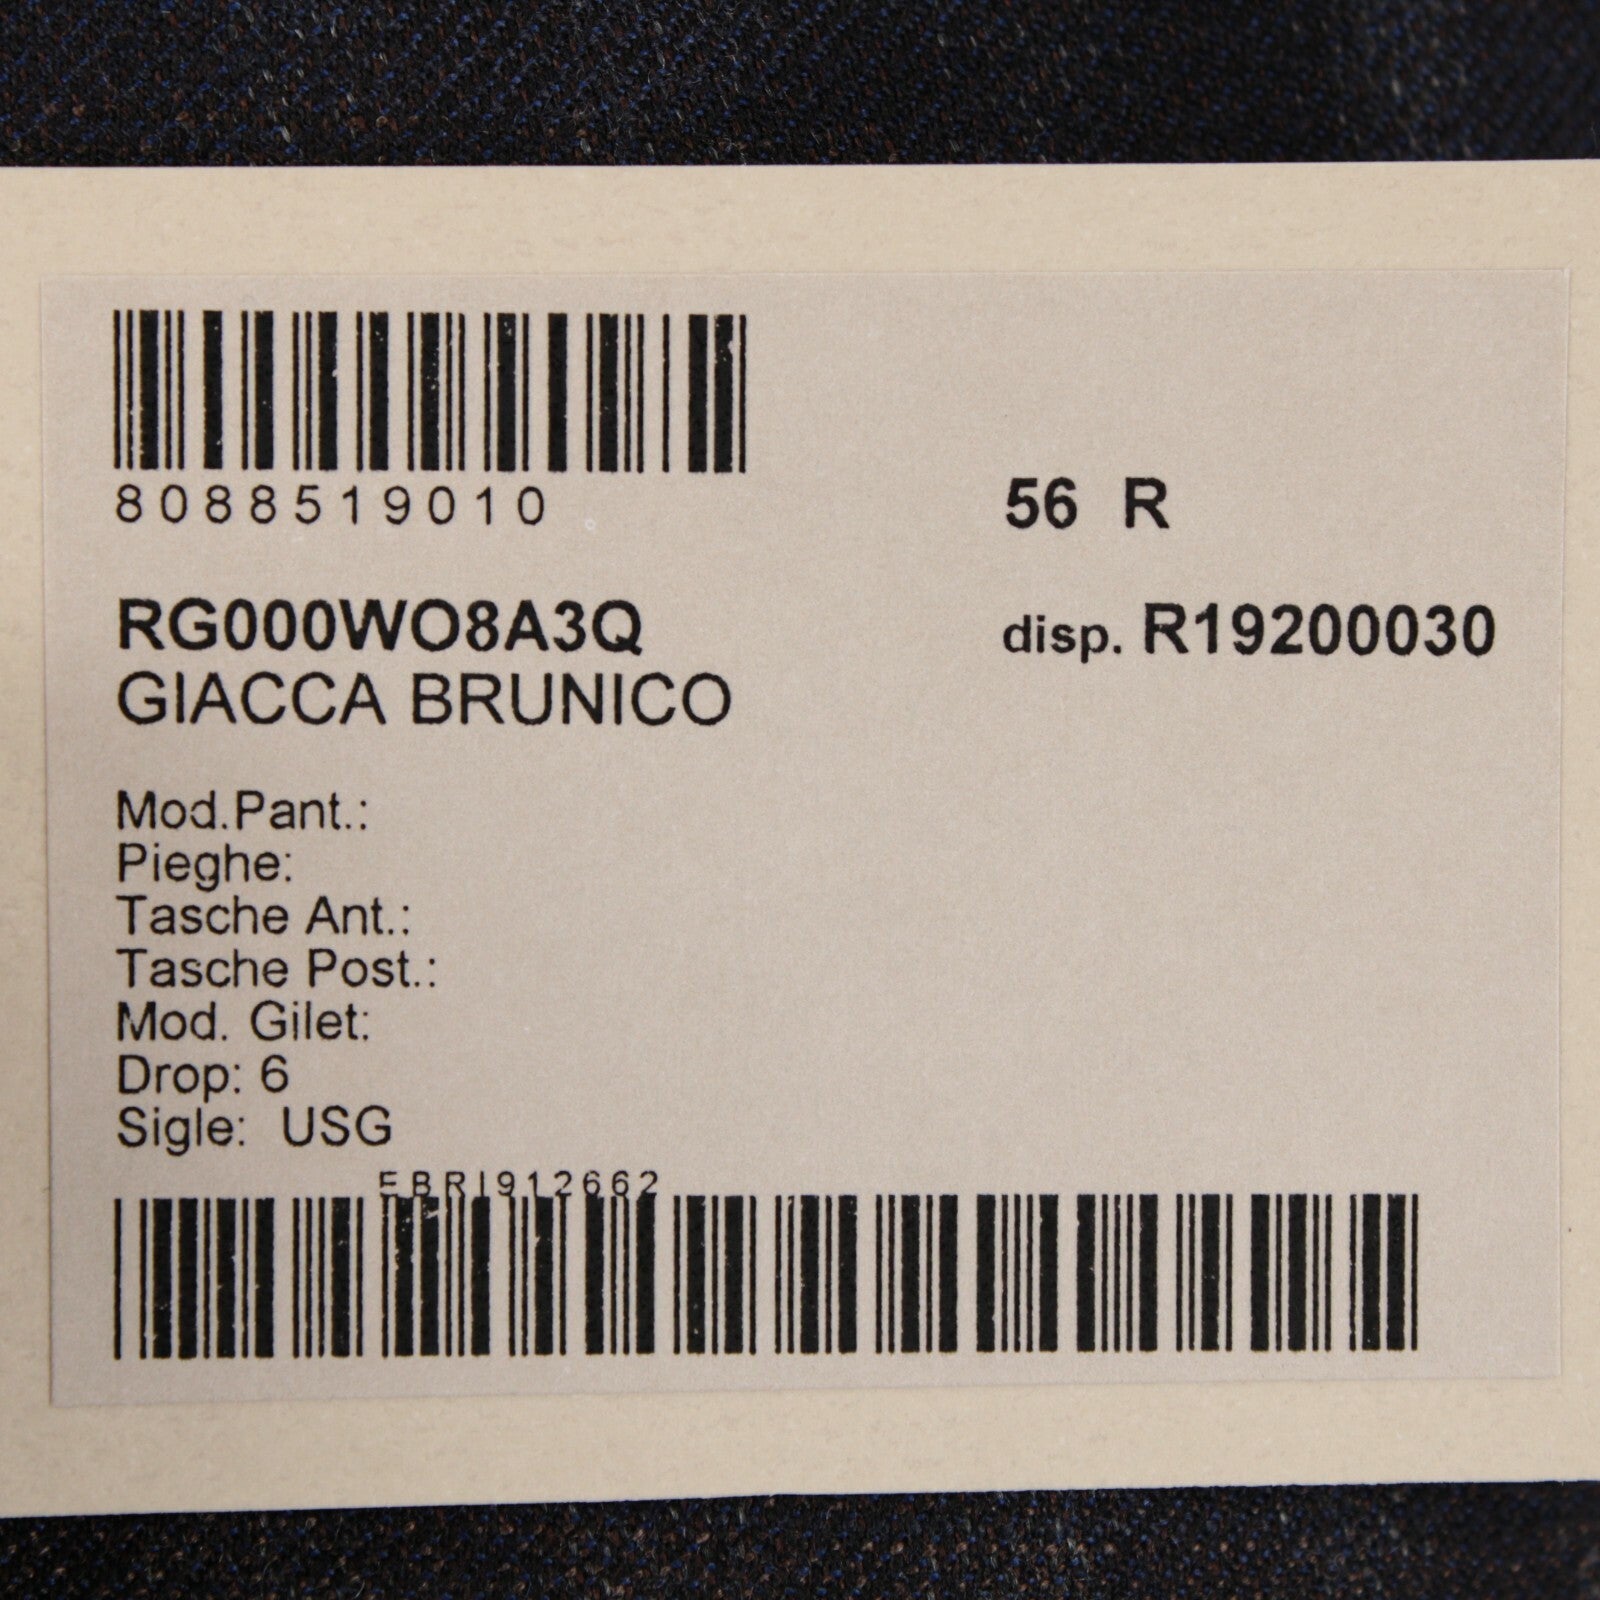 8088519010
56 R
RG000WO8A3Q
disp. R19200030
GIACCA BRUNICO
Mod.Pant.:
Pieghe:
Tasche Ant.:
Tasche Post.:
Mod. Gilet:
Drop: 6
Sigle: USG
EBRI912662